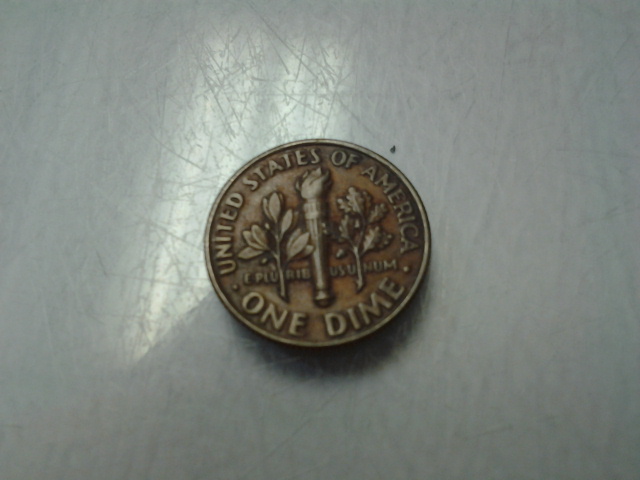 UNITED STATES OF AMERICA
E PLURIBUS UNUM
· ONE DIME ·